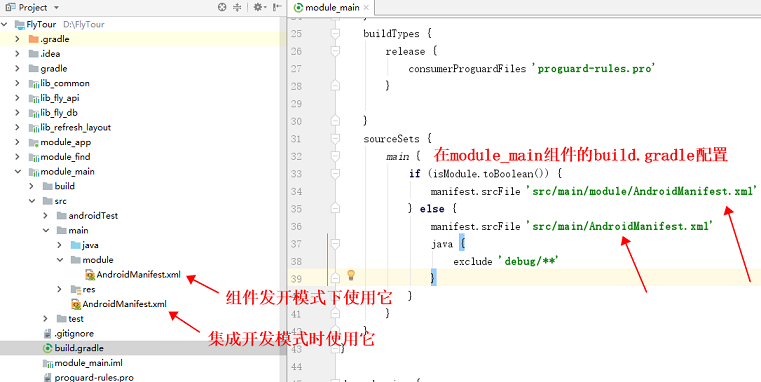 Project
FlyTour D:\FlyTour
.gradle
.idea
gradle
lib_common
lib_fly_api
lib_fly_db
lib_refresh_layout
module_app
module_find
module_main
build
src
androidTest
main
java
module
AndroidManifest.xml
res
AndroidManifest.xml
test
.gitignore
build.gradle
module_main.iml
proguard-rules.pro
组件发开模式下使用它
集成开发模式时使用它
module_main
25 buildTypes {
26 release {
27 consumerProguardFiles 'proguard-rules.pro'
28 }
29
30 }
31 sourceSets {
32 main { 在module_main组件的build.gradle配置
33 if (isModule.toBoolean()) {
34 manifest.srcFile 'src/main/module/AndroidManifest.xml'
35 } else {
36 manifest.srcFile 'src/main/AndroidManifest.xml'
37 java {
38 exclude 'debug/**'
39 }
40 }
41 }
42 }
43 }
44